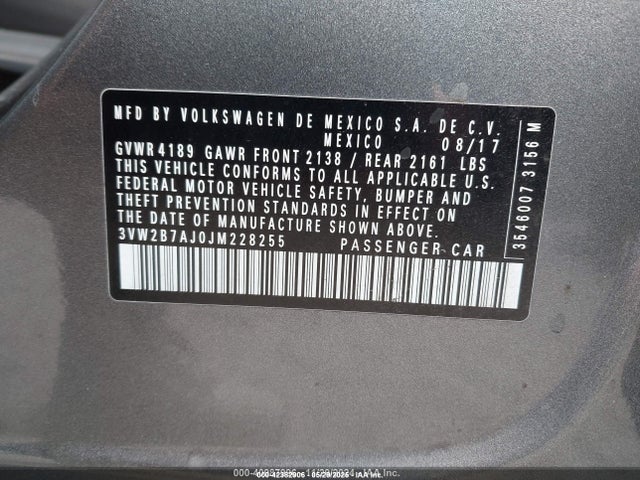 MFD BY VOLKSWAGEN DE MEXICO S.A. DE C.V.
MEXICO 08/17
GVWR 4189 GAWR FRONT 2138 / REAR 2161 LBS
THIS VEHICLE CONFORMS TO ALL APPLICABLE U.S.
FEDERAL MOTOR VEHICLE SAFETY, BUMPER AND
THEFT PREVENTION STANDARDS IN EFFECT ON
THE DATE OF MANUFACTURE SHOWN ABOVE.
3VW2B7AJ0JM228255 PASSENGER CAR
3546007 3156 M
IAA Inc.